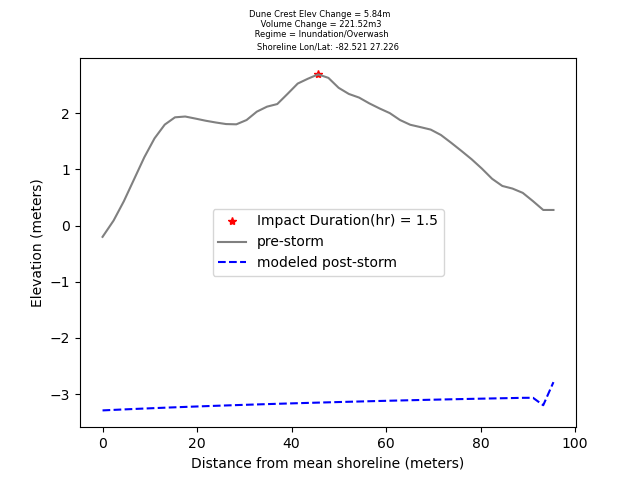 Dune Crest Elev Change = 5.84m
Volume Change = 221.52m3
Regime = Inundation/Overwash
Shoreline Lon/Lat: -82.521 27.226
2
1
0
−1
−2
−3
Elevation (meters)
Impact Duration(hr) = 1.5
pre-storm
modeled post-storm
0 20 40 60 80 100
Distance from mean shoreline (meters)